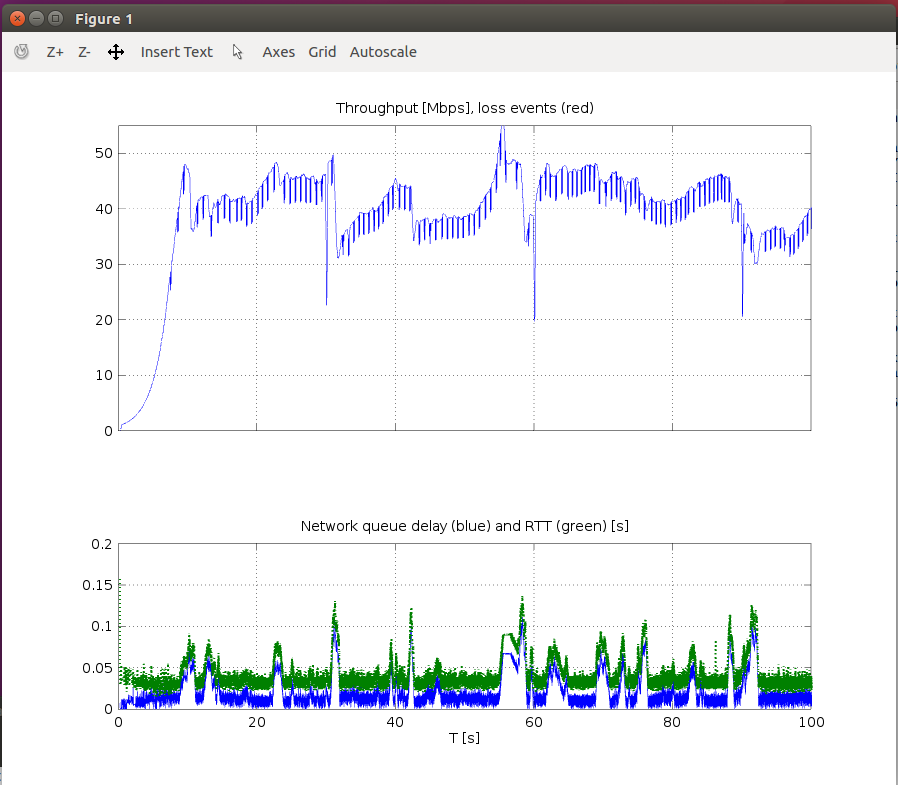 Figure 1
Z+ Z- Insert Text Axes Grid Autoscale
Throughput [Mbps], loss events (red)
50
40
30
20
10
0
Network queue delay (blue) and RTT (green) [s]
0.2
0.15
0.1
0.05
0
0 20 40 60 80 100
T [s]